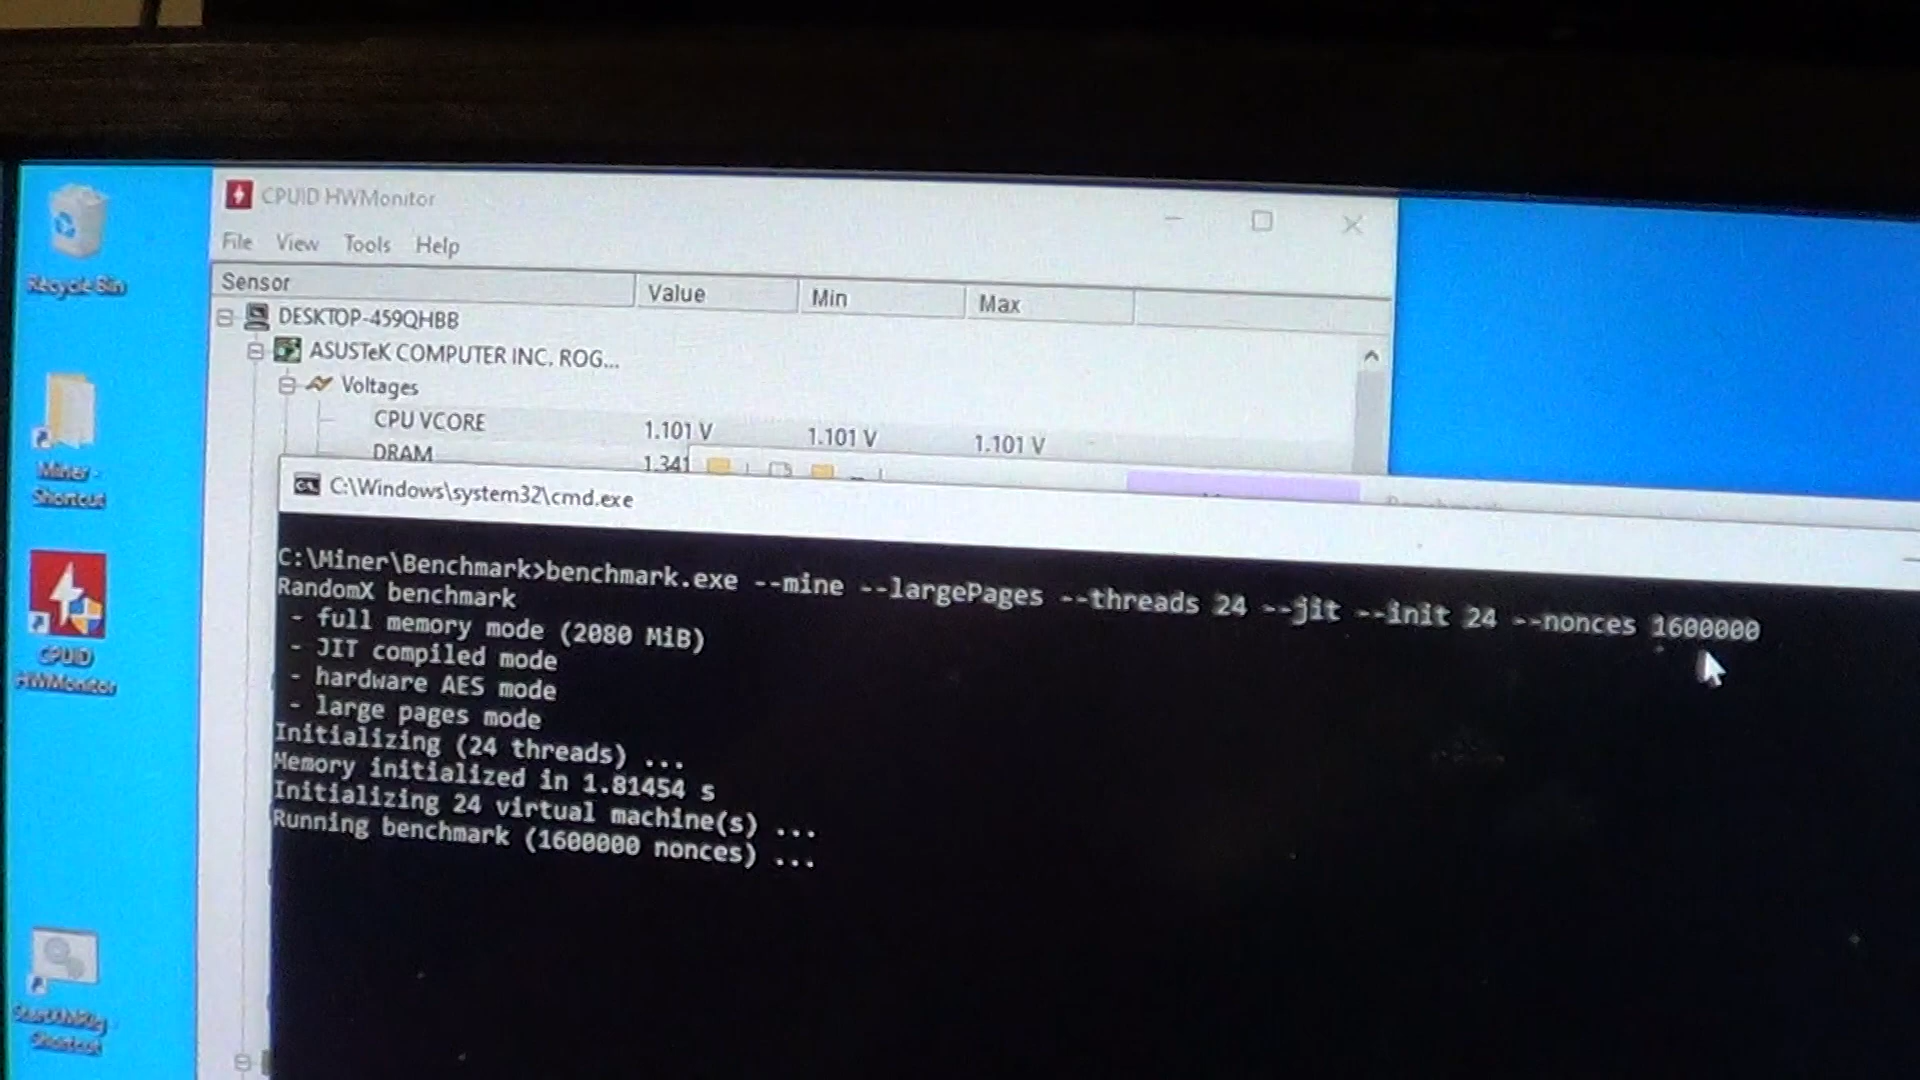 Recycle Bin
Miner -
Shortcut
CPUID
HWMonitor
StartXMRig -
Shortcut
CPUID HWMonitor
File View Tools Help
Sensor Value Min Max
DESKTOP-459QHBB
ASUSTeK COMPUTER INC. ROG...
Voltages
CPU VCORE 1.101 V 1.101 V 1.101 V
DRAM 1.341
C:\Windows\system32\cmd.exe
C:\Miner\Benchmark>benchmark.exe --mine --largePages --threads 24 --jit --init 24 --nonces 1600000
RandomX benchmark
- full memory mode (2080 MiB)
- JIT compiled mode
- hardware AES mode
- large pages mode
Initializing (24 threads) ...
Memory initialized in 1.81454 s
Initializing 24 virtual machine(s) ...
Running benchmark (1600000 nonces) ...